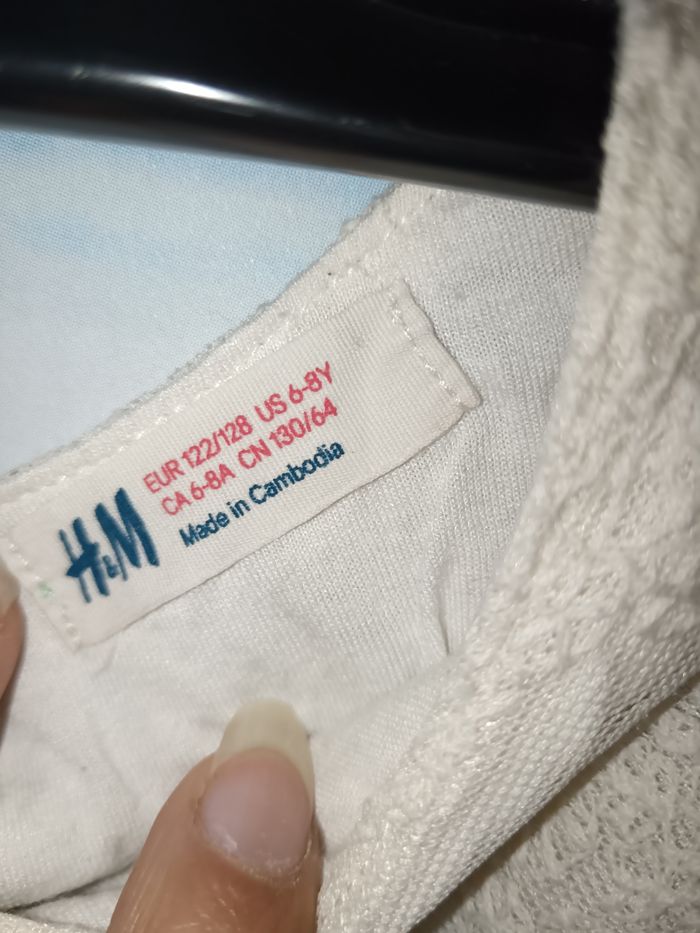 H&M
EUR 122/128 US 6-8Y
CA 6-8A CN 130/64
Made in Cambodia